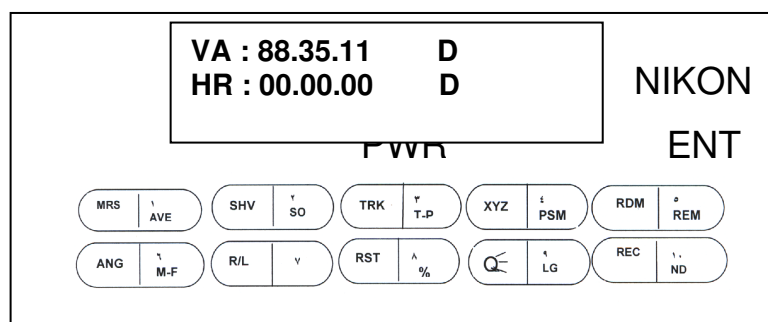 VA : 88.35.11 D
HR : 00.00.00 D
NIKON
PWR ENT
MRS ١ AVE SHV ٢ SO TRK ٣ T-P XYZ ٤ PSM RDM ٥ REM
ANG ٦ M-F R/L ٧ RST ٨ % ٩ LG REC ١٠ ND